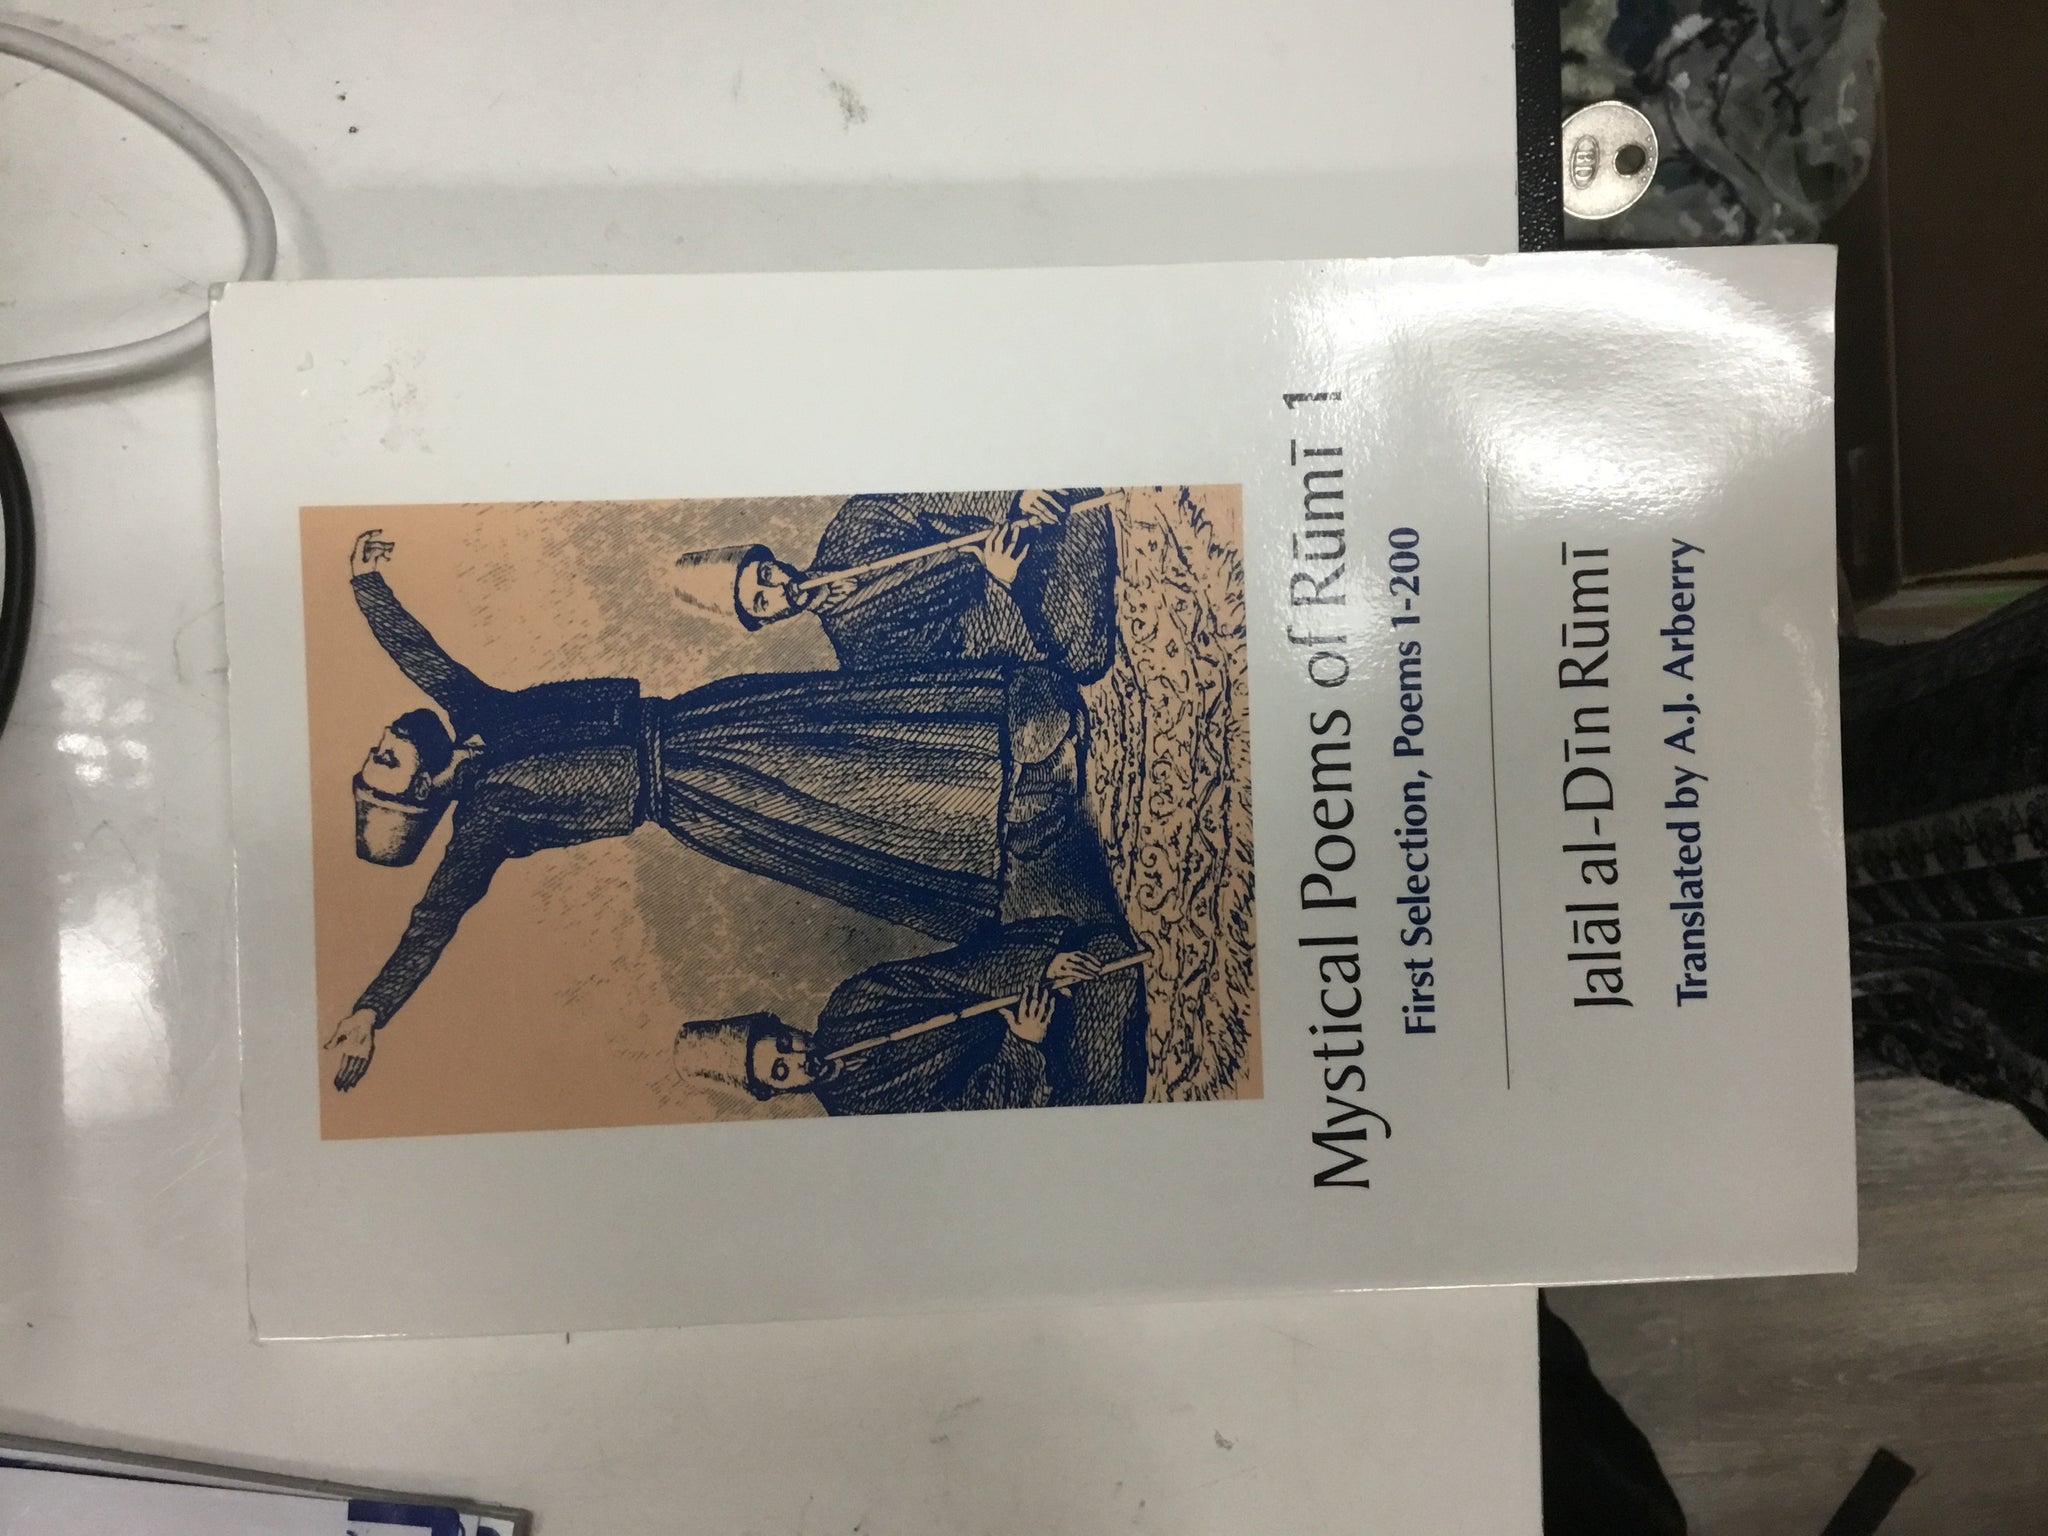 Mystical Poems of Rūmī 1
First Selection, Poems 1-200
Jalāl al-Dīn Rūmī
Translated by A.J. Arberry